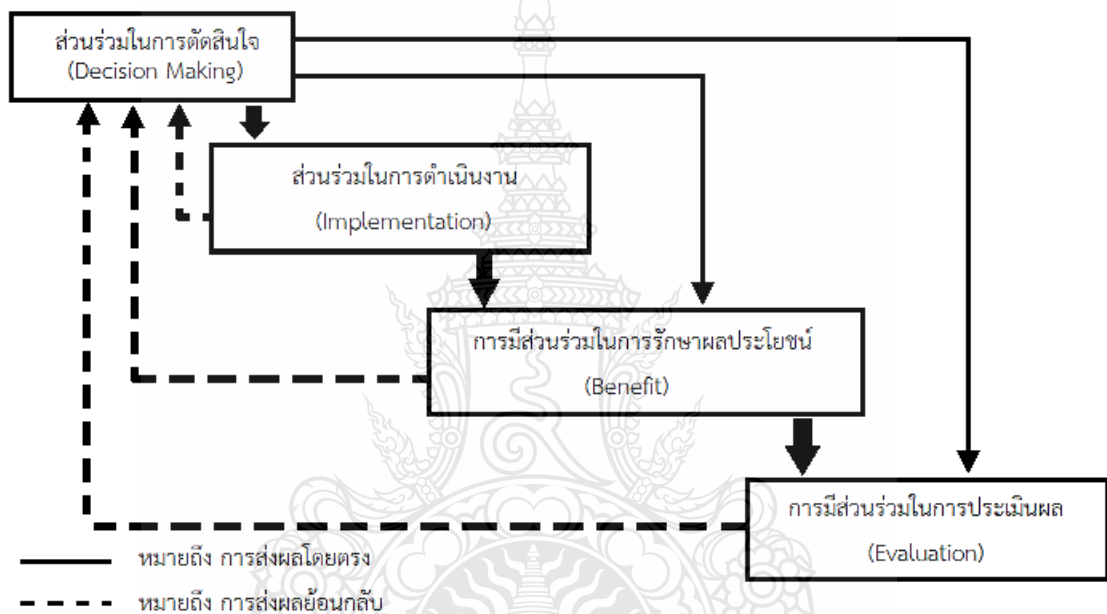 ส่วนร่วมในการตัดสินใจ
(Decision Making)
ส่วนร่วมในการดำเนินงาน
(Implementation)
การมีส่วนร่วมในการรักษาผลประโยชน์
(Benefit)
การมีส่วนร่วมในการประเมินผล
(Evaluation)
หมายถึง การส่งผลโดยตรง
หมายถึง การส่งผลย้อนกลับ